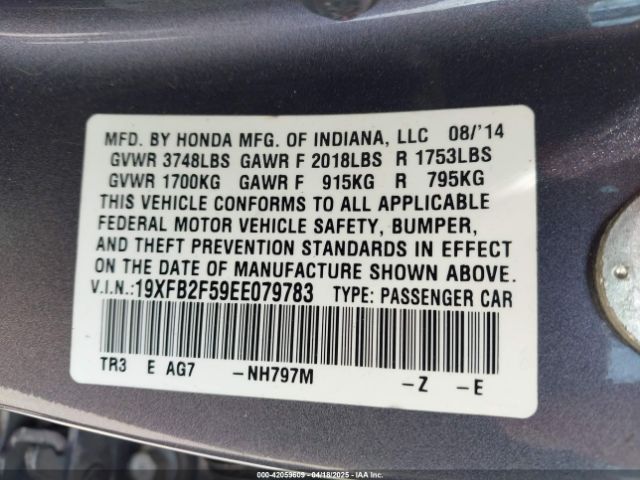 MFD. BY HONDA MFG. OF INDIANA, LLC 08/'14
GVWR 3748LBS GAWR F 2018LBS R 1753LBS
GVWR 1700KG GAWR F 915KG R 795KG
THIS VEHICLE CONFORMS TO ALL APPLICABLE
FEDERAL MOTOR VEHICLE SAFETY, BUMPER,
AND THEFT PREVENTION STANDARDS IN EFFECT
ON THE DATE OF MANUFACTURE SHOWN ABOVE.
V.I.N.:19XFB2F59EE079783 TYPE: PASSENGER CAR
TR3 E AG7 -NH797M -Z -E
000-42059609 - 04/18/2025 - IAAI.COM